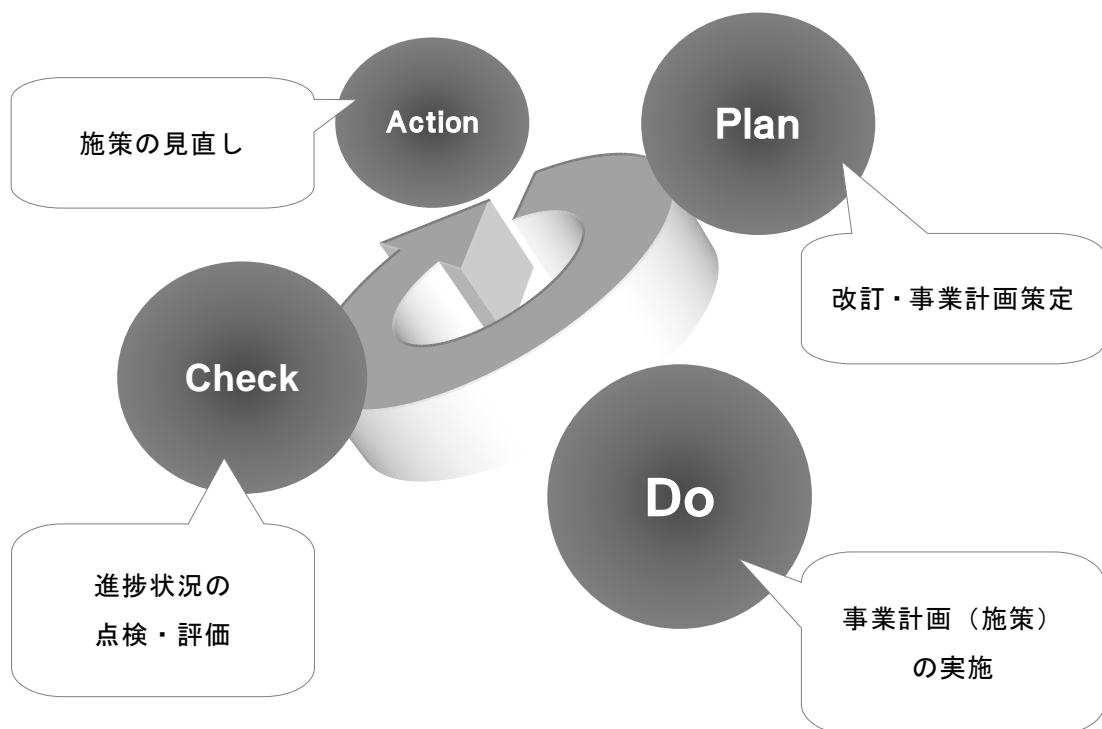 Action
施策の見直し
Plan
改訂・事業計画策定
Check
進捗状況の
点検・評価
Do
事業計画（施策）
の実施